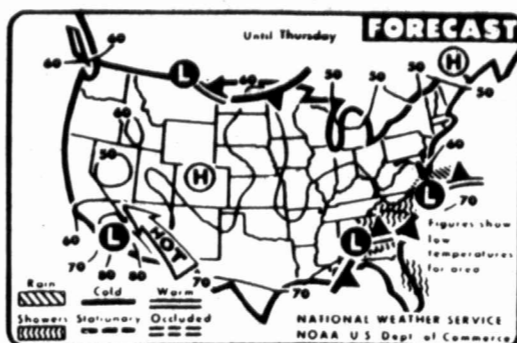 Until Thursday FORECAST
60 60 L 60 50 50 50 50 H 50
60 50 H 60
L 70
60 L HOT L
70 80 80 70 70 70
Figures show
low
temperatures
for area
Rain Cold Warm
Showers Stationary Occluded
NATIONAL WEATHER SERVICE
NOAA U S Dept of Commerce